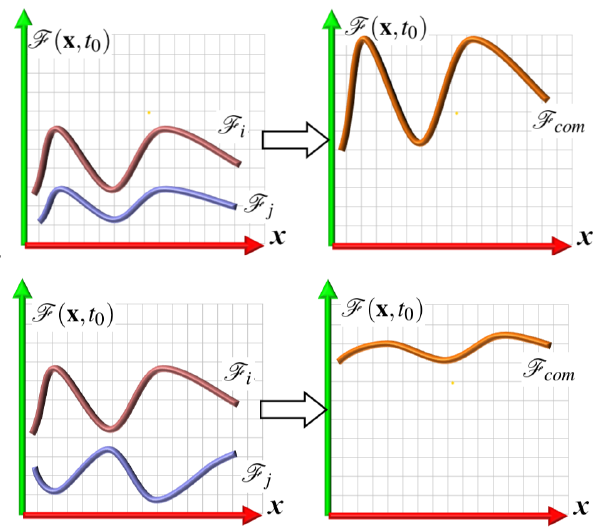 ℱ(x, t₀)
ℱᵢ
ℱⱼ
x
ℱ(x, t₀)
ℱcom
x
ℱ(x, t₀)
ℱᵢ
ℱⱼ
x
ℱ(x, t₀)
ℱcom
x